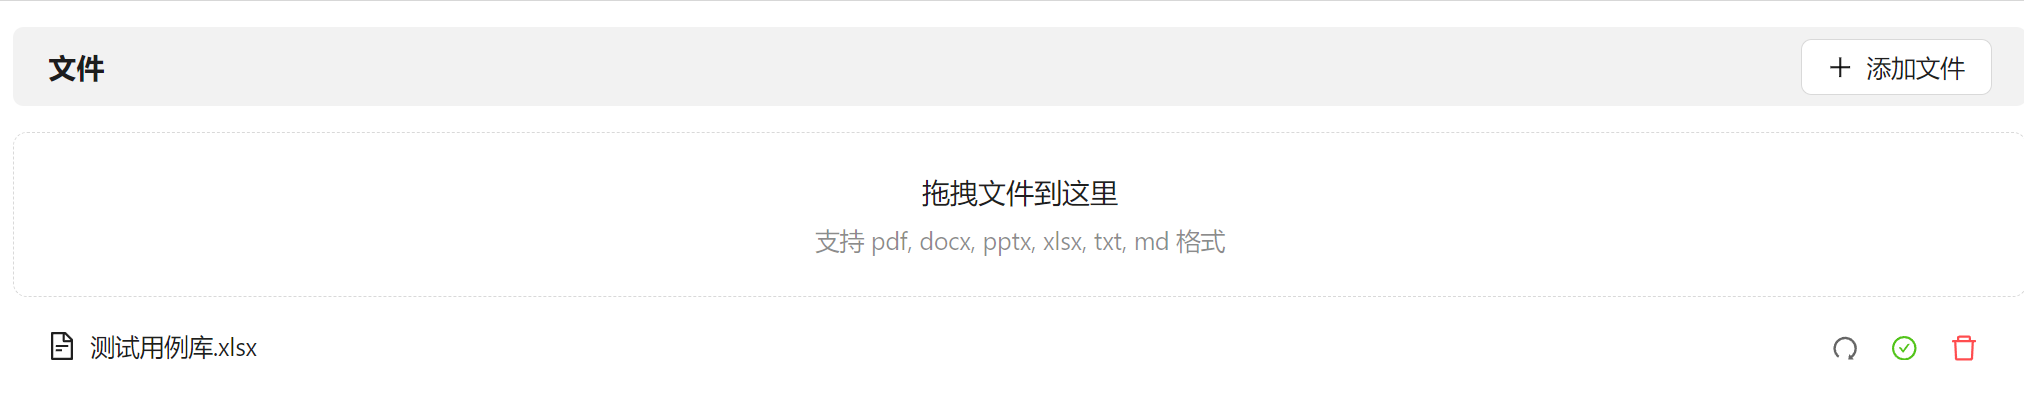 文件
添加文件
拖拽文件到这里
支持 pdf, docx, pptx, xlsx, txt, md 格式
测试用例库.xlsx